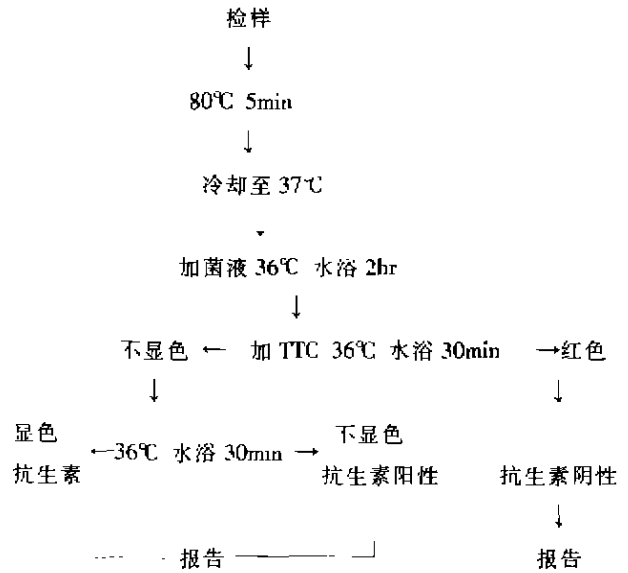 检样
↓
80℃ 5min
↓
冷却至 37℃
加菌液 36℃ 水浴 2hr
↓
不显色 ← 加 TTC 36℃ 水浴 30min →红色
↓ ↓
显色 不显色
←36℃ 水浴 30min →
抗生素 抗生素阳性 抗生素阴性
↓
报告 报告